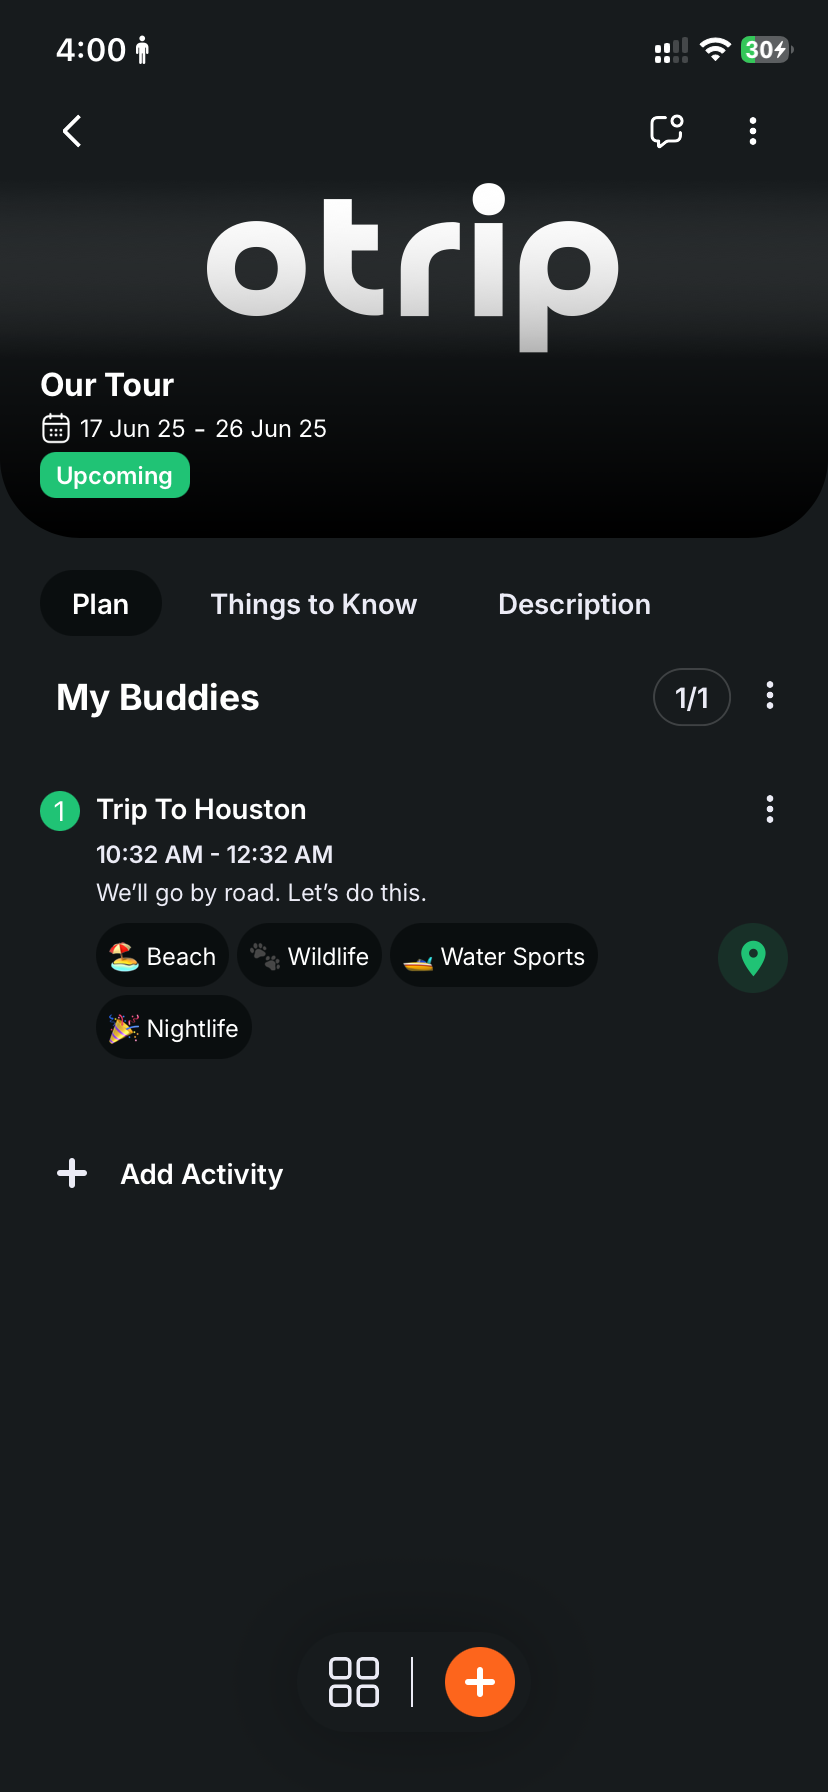 4:00
30
otrip
Our Tour
17 Jun 25 - 26 Jun 25
Upcoming
Plan Things to Know Description
My Buddies 1/1
1 Trip To Houston
10:32 AM - 12:32 AM
We’ll go by road. Let’s do this.
Beach Wildlife Water Sports
Nightlife
Add Activity